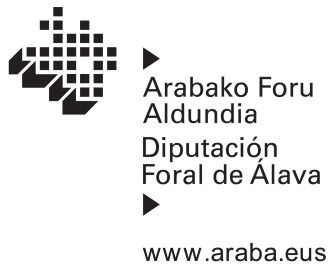 Arabako Foru
Aldundia
Diputación
Foral de Álava
www.araba.eus